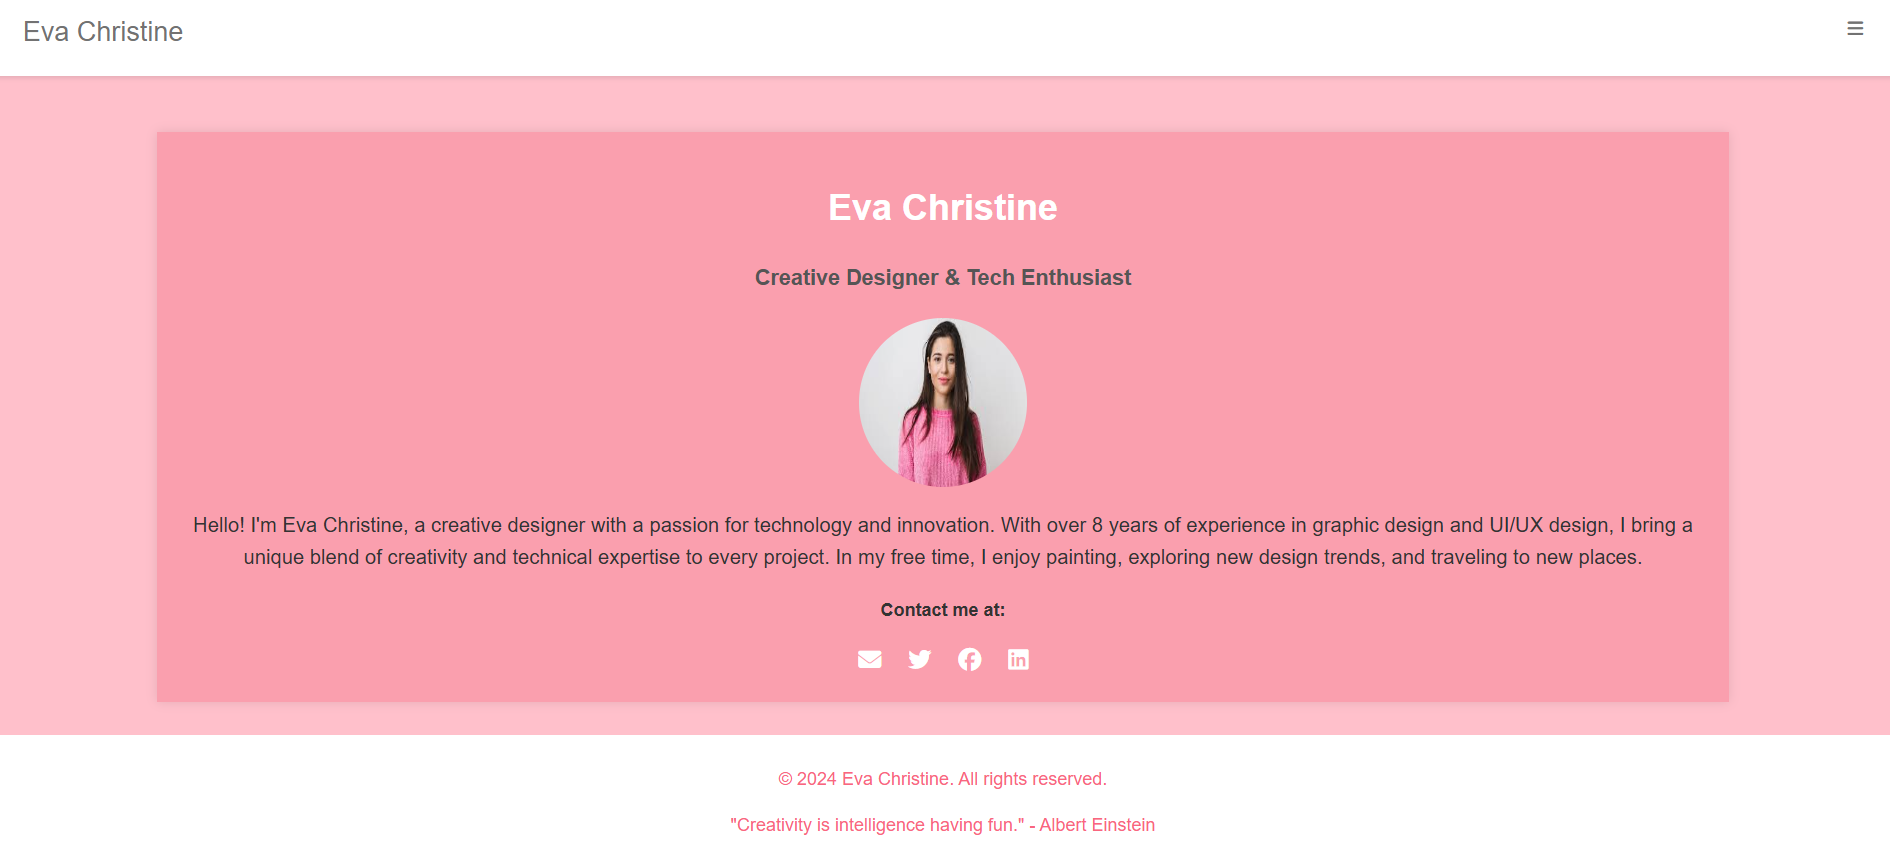 Eva Christine
Eva Christine
Creative Designer & Tech Enthusiast
Hello! I'm Eva Christine, a creative designer with a passion for technology and innovation. With over 8 years of experience in graphic design and UI/UX design, I bring a
unique blend of creativity and technical expertise to every project. In my free time, I enjoy painting, exploring new design trends, and traveling to new places.
Contact me at:
© 2024 Eva Christine. All rights reserved.
"Creativity is intelligence having fun." - Albert Einstein